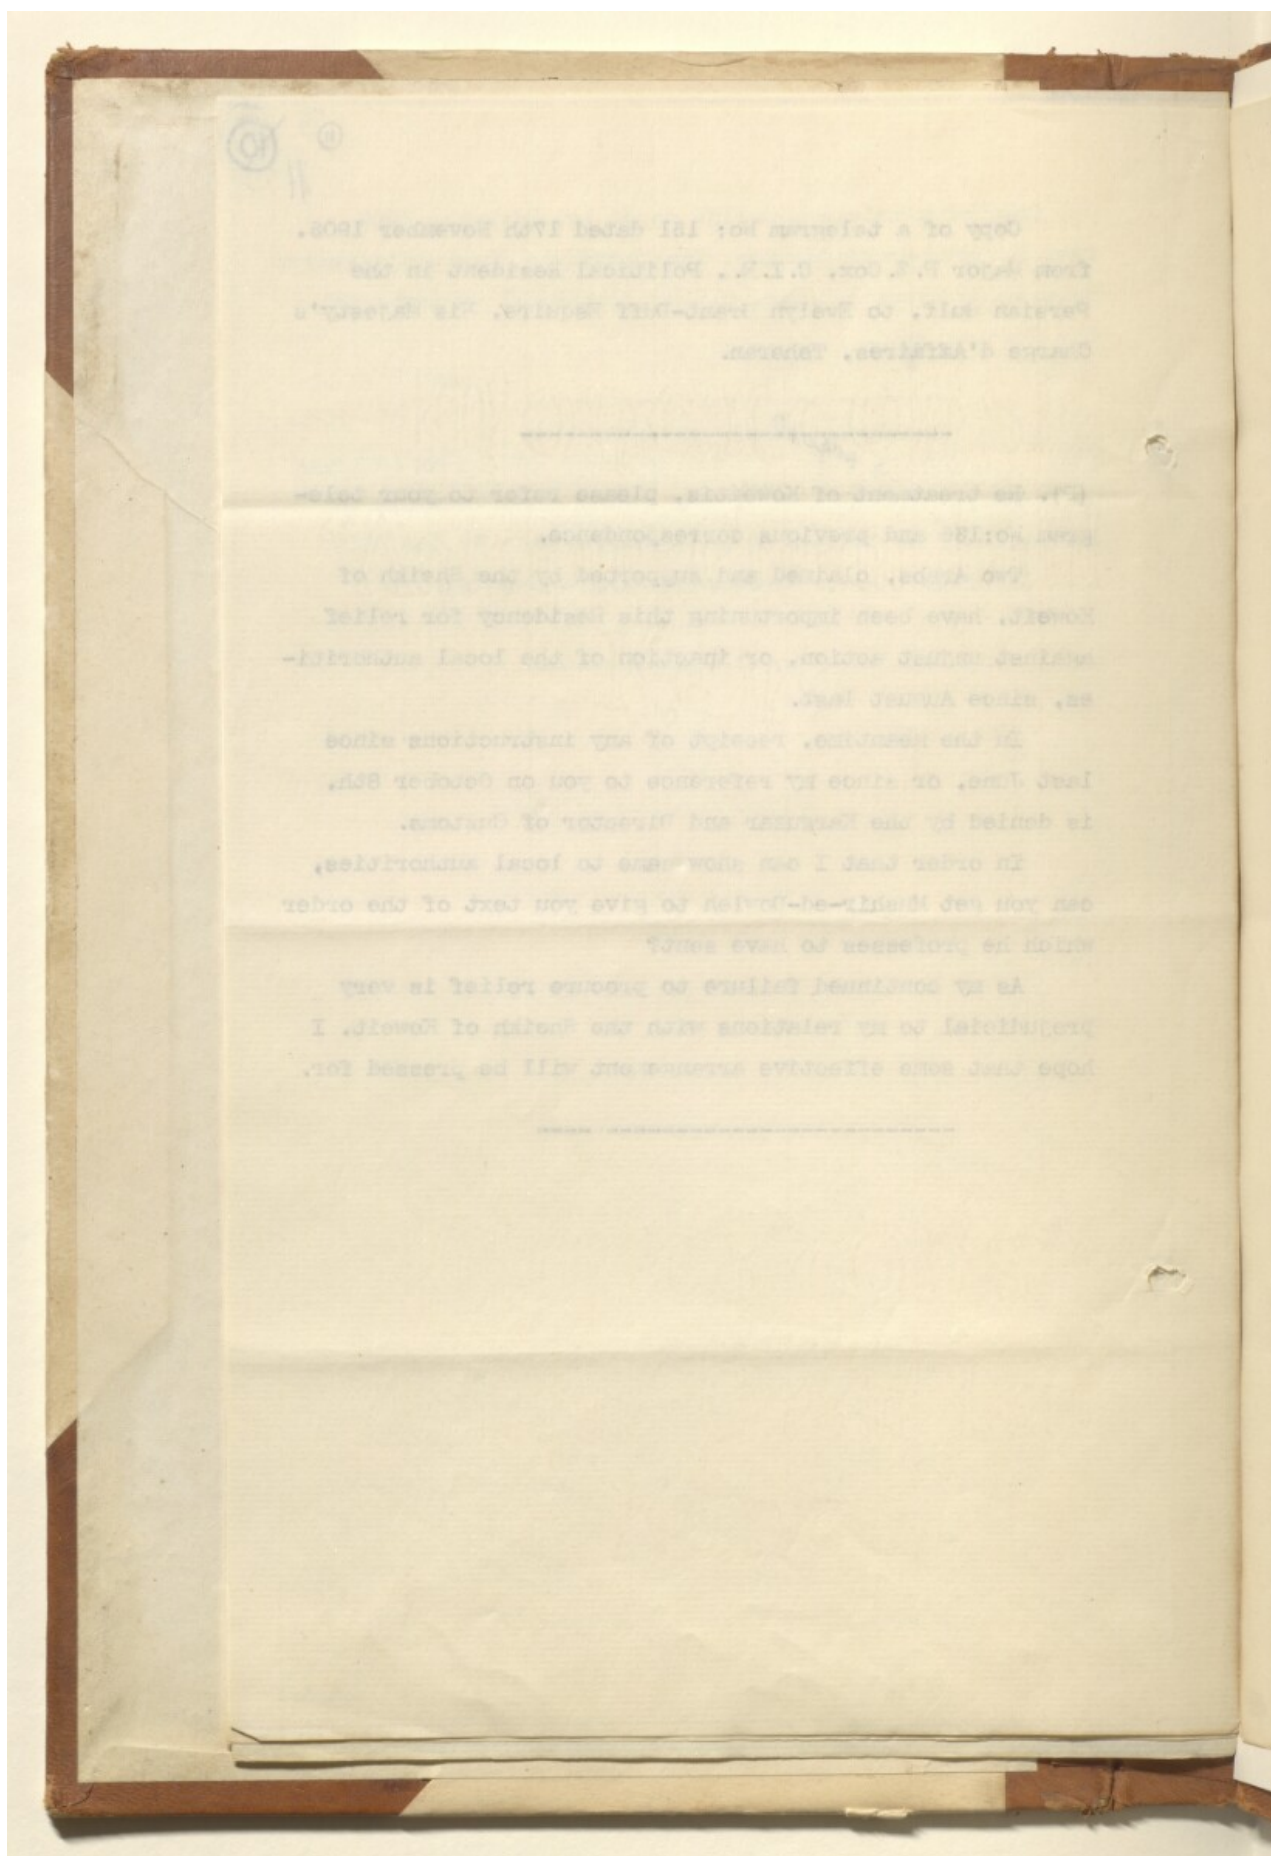 Copy of a telegram No: 181 dated 17th November 1905.
from Major P.Z.Cox. C.I.E.. Political Resident in the
Persian Gulf. to Evelyn Grant-Duff Esquire. His Majesty's
Charge d'Affaires. Teheran.
(P). Re treatment of Koweitis. please refer to your tele-
gram No: and previous correspondence.
Two Arabs. claimed and supported by the Sheikh of
Koweit. have been importuning this Residency for relief
against unjust action. or inaction of the local authoriti-
es, since August last.
In the meantime. receipt of any instructions since
last June. or since my reference to you on October 8th.
is denied by the Karguzar and Director of Customs.
In order that I can show same to local authorities,
can you get Mushir-ed-Dowleh to give you text of the order
which he professes to have sent?
As my continued failure to procure relief is very
prejudicial to my relations with the Sheikh of Koweit. I
hope that some effective arrangement will be pressed for.